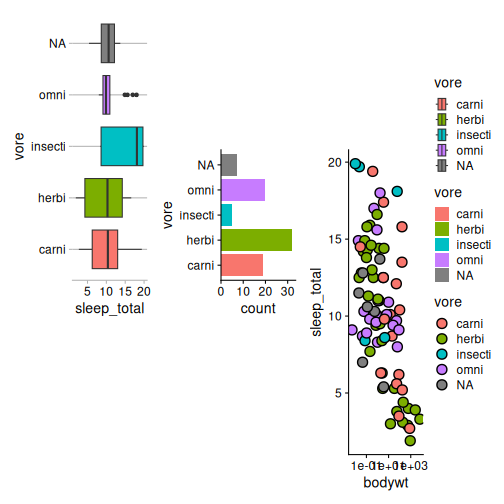 vore
NA
omni
insecti
herbi
carni
5 10 15 20
sleep_total
vore
NA
omni
insecti
herbi
carni
0 10 20 30
count
sleep_total
20
15
10
5
bodywt
vore
carni
herbi
insecti
omni
NA
vore
carni
herbi
insecti
omni
NA
vore
carni
herbi
insecti
omni
NA